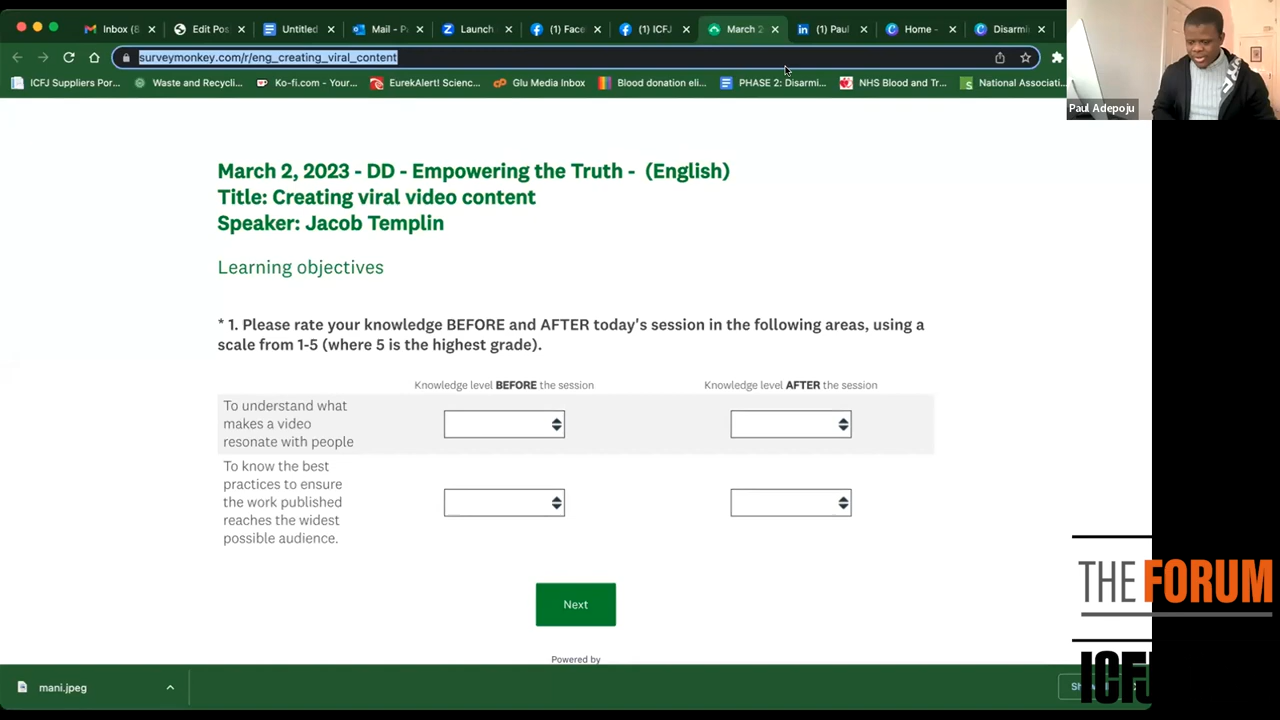 Inbox (8
Edit Pos
Untitled
Mail - P
Launch
(1) Face
(1) ICFJ
March 2
(1) Paul
Home -
Disarmi
surveymonkey.com/r/eng_creating_viral_content
ICFJ Suppliers Por...
Waste and Recyclin...
Ko-fi.com - Your...
EurekAlert! Scienc...
Glu Media Inbox
Blood donation eli...
PHASE 2: Disarmi...
NHS Blood and Tr...
National Associati..
Paul Adepoju
March 2, 2023 - DD - Empowering the Truth - (English)
Title: Creating viral video content
Speaker: Jacob Templin
Learning objectives
* 1. Please rate your knowledge BEFORE and AFTER today's session in the following areas, using a
scale from 1-5 (where 5 is the highest grade).
Knowledge level BEFORE the session
Knowledge level AFTER the session
To understand what
makes a video
resonate with people
To know the best
practices to ensure
the work published
reaches the widest
possible audience.
Next
Powered by
THE FORUM
ICFJ
mani.jpeg